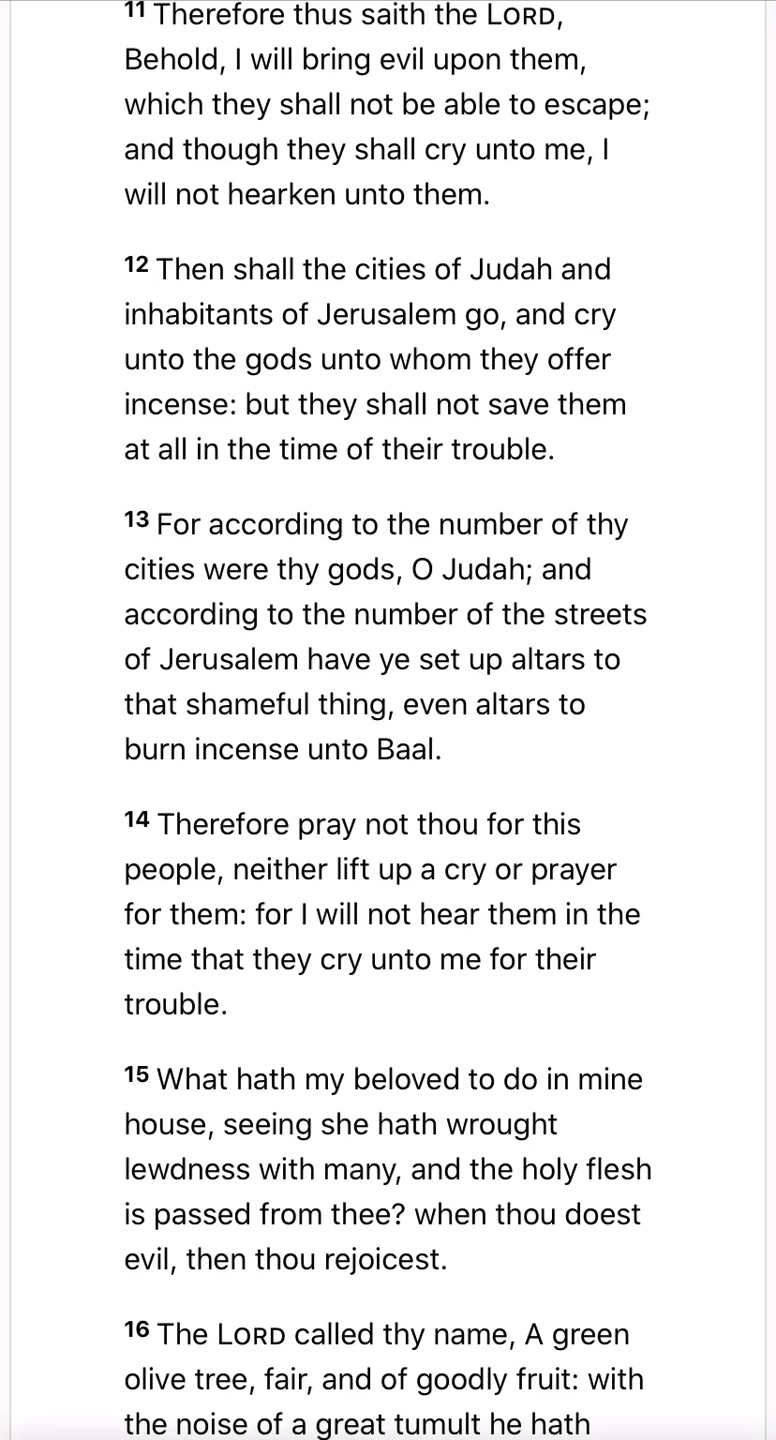 11 Therefore thus saith the LORD,
Behold, I will bring evil upon them,
which they shall not be able to escape;
and though they shall cry unto me, I
will not hearken unto them.
12 Then shall the cities of Judah and
inhabitants of Jerusalem go, and cry
unto the gods unto whom they offer
incense: but they shall not save them
at all in the time of their trouble.
13 For according to the number of thy
cities were thy gods, O Judah; and
according to the number of the streets
of Jerusalem have ye set up altars to
that shameful thing, even altars to
burn incense unto Baal.
14 Therefore pray not thou for this
people, neither lift up a cry or prayer
for them: for I will not hear them in the
time that they cry unto me for their
trouble.
15 What hath my beloved to do in mine
house, seeing she hath wrought
lewdness with many, and the holy flesh
is passed from thee? when thou doest
evil, then thou rejoicest.
16 The LORD called thy name, A green
olive tree, fair, and of goodly fruit: with
the noise of a great tumult he hath